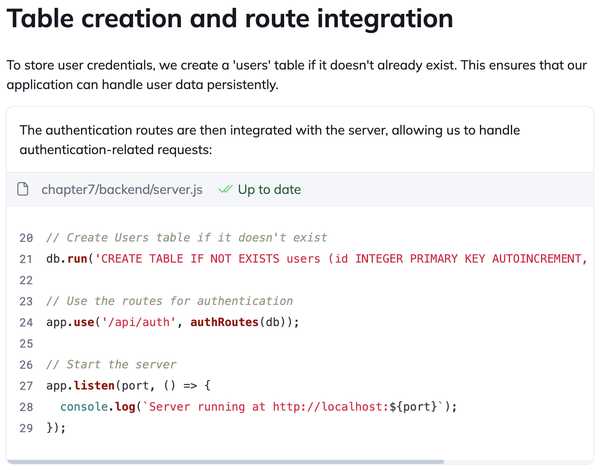 Table creation and route integration
To store user credentials, we create a 'users' table if it doesn't already exist. This ensures that our
application can handle user data persistently.
The authentication routes are then integrated with the server, allowing us to handle
authentication-related requests:
chapter7/backend/server.js Up to date
20 // Create Users table if it doesn't exist
21 db.run('CREATE TABLE IF NOT EXISTS users (id INTEGER PRIMARY KEY AUTOINCREMENT,
22
23 // Use the routes for authentication
24 app.use('/api/auth', authRoutes(db));
25
26 // Start the server
27 app.listen(port, () => {
28   console.log(`Server running at http://localhost:${port}`);
29 });